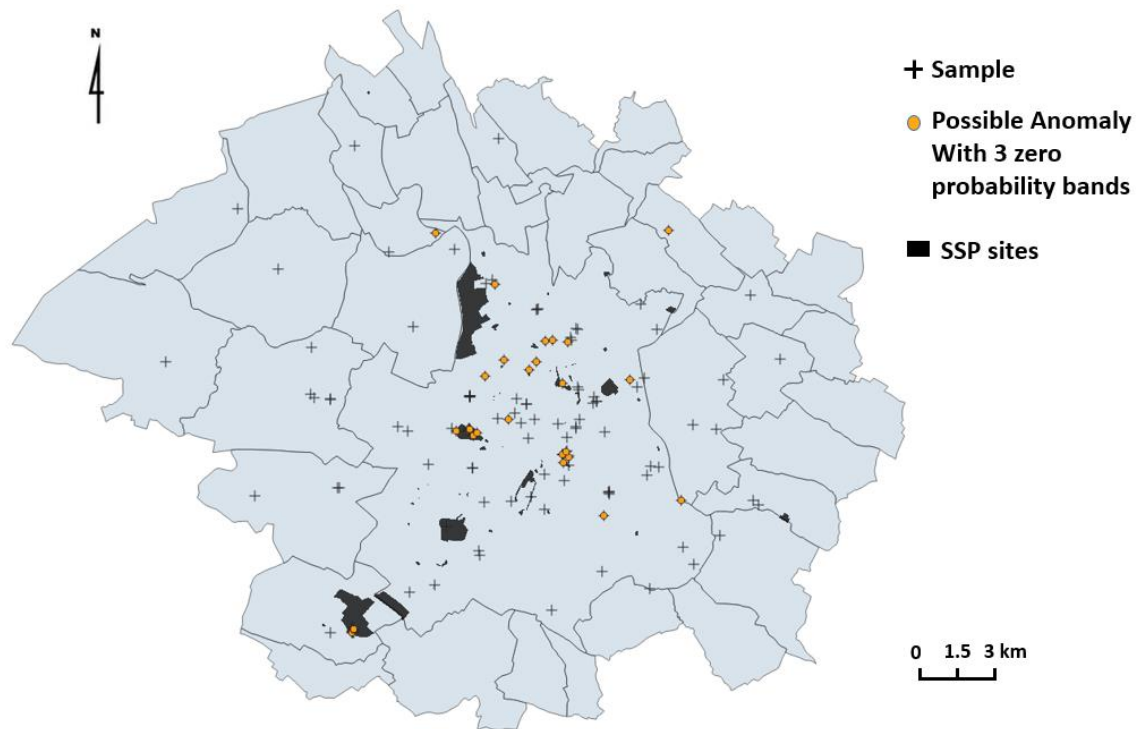 N
Sample
Possible Anomaly
With 3 zero
probability bands
SSP sites
0 1.5 3 km